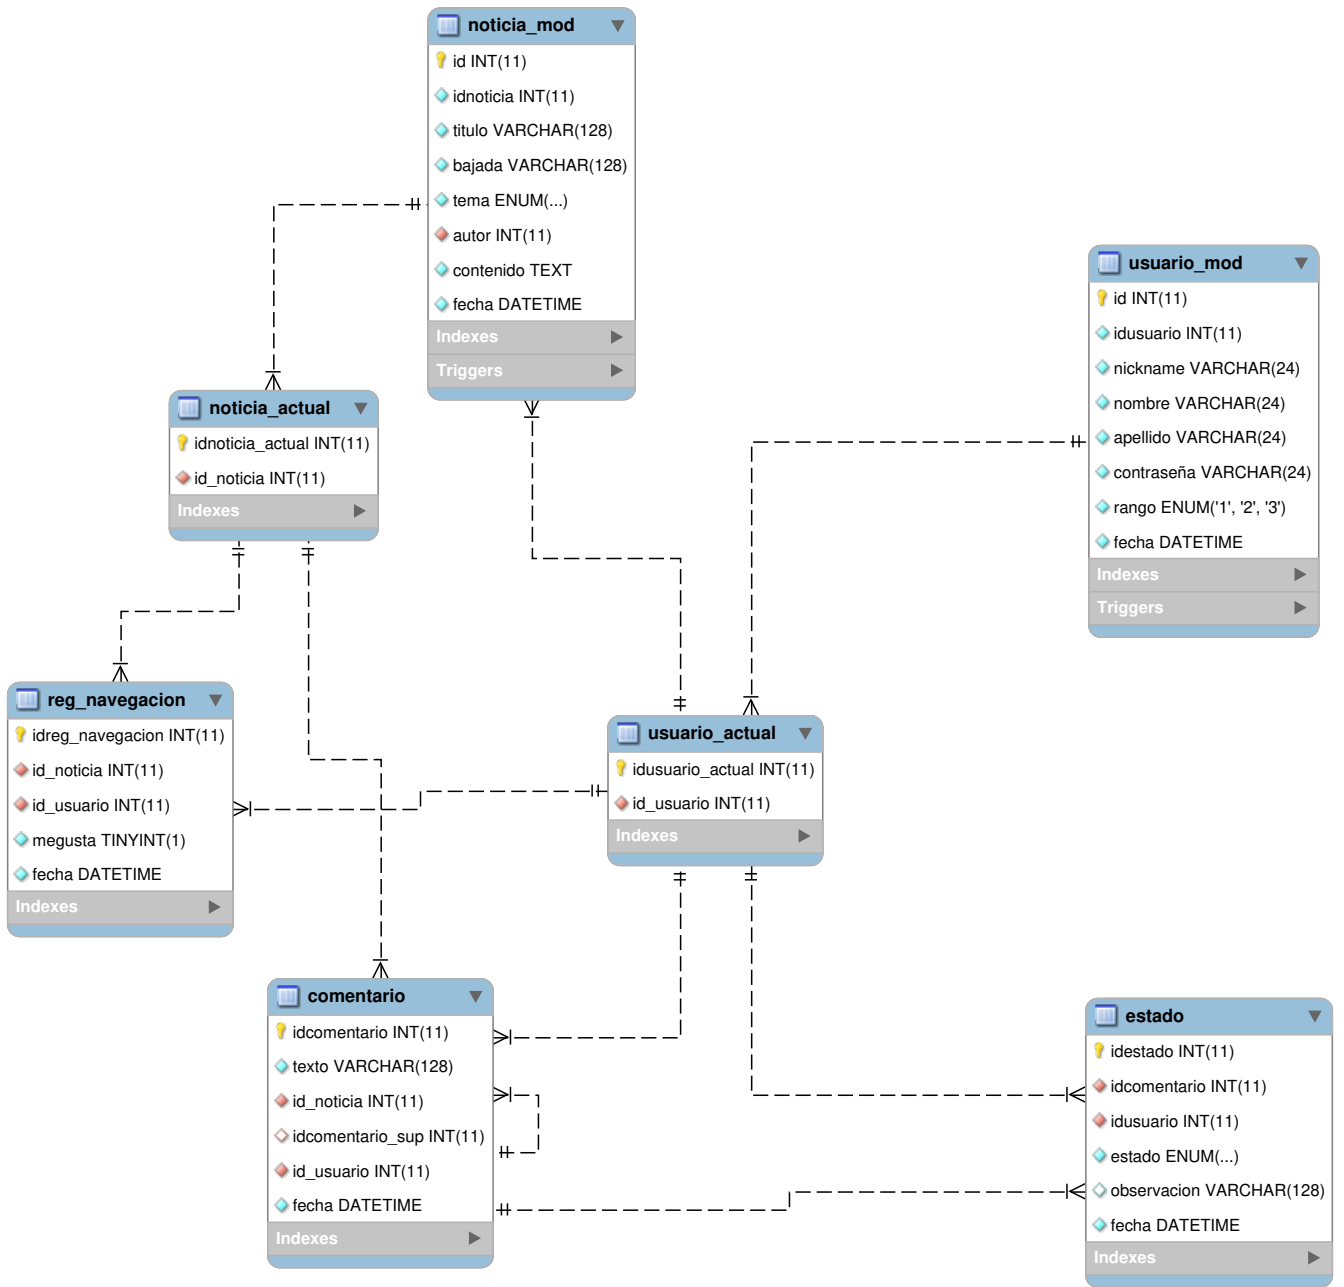 noticia_mod
id INT(11)
idnoticia INT(11)
titulo VARCHAR(128)
bajada VARCHAR(128)
tema ENUM(...)
autor INT(11)
contenido TEXT
fecha DATETIME
Indexes
Triggers
usuario_mod
id INT(11)
idusuario INT(11)
nickname VARCHAR(24)
nombre VARCHAR(24)
apellido VARCHAR(24)
contraseña VARCHAR(24)
rango ENUM('1', '2', '3')
fecha DATETIME
Indexes
Triggers
noticia_actual
idnoticia_actual INT(11)
id_noticia INT(11)
Indexes
reg_navegacion
idreg_navegacion INT(11)
id_noticia INT(11)
id_usuario INT(11)
megusta TINYINT(1)
fecha DATETIME
Indexes
usuario_actual
idusuario_actual INT(11)
id_usuario INT(11)
Indexes
comentario
idcomentario INT(11)
texto VARCHAR(128)
id_noticia INT(11)
idcomentario_sup INT(11)
id_usuario INT(11)
fecha DATETIME
Indexes
estado
idestado INT(11)
idcomentario INT(11)
idusuario INT(11)
estado ENUM(...)
observacion VARCHAR(128)
fecha DATETIME
Indexes